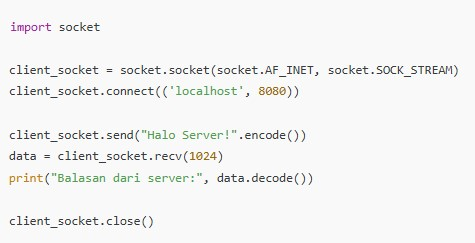 import socket
client_socket = socket.socket(socket.AF_INET, socket.SOCK_STREAM)
client_socket.connect(('localhost', 8080))
client_socket.send("Halo Server!".encode())
data = client_socket.recv(1024)
print("Balasan dari server:", data.decode())
client_socket.close()